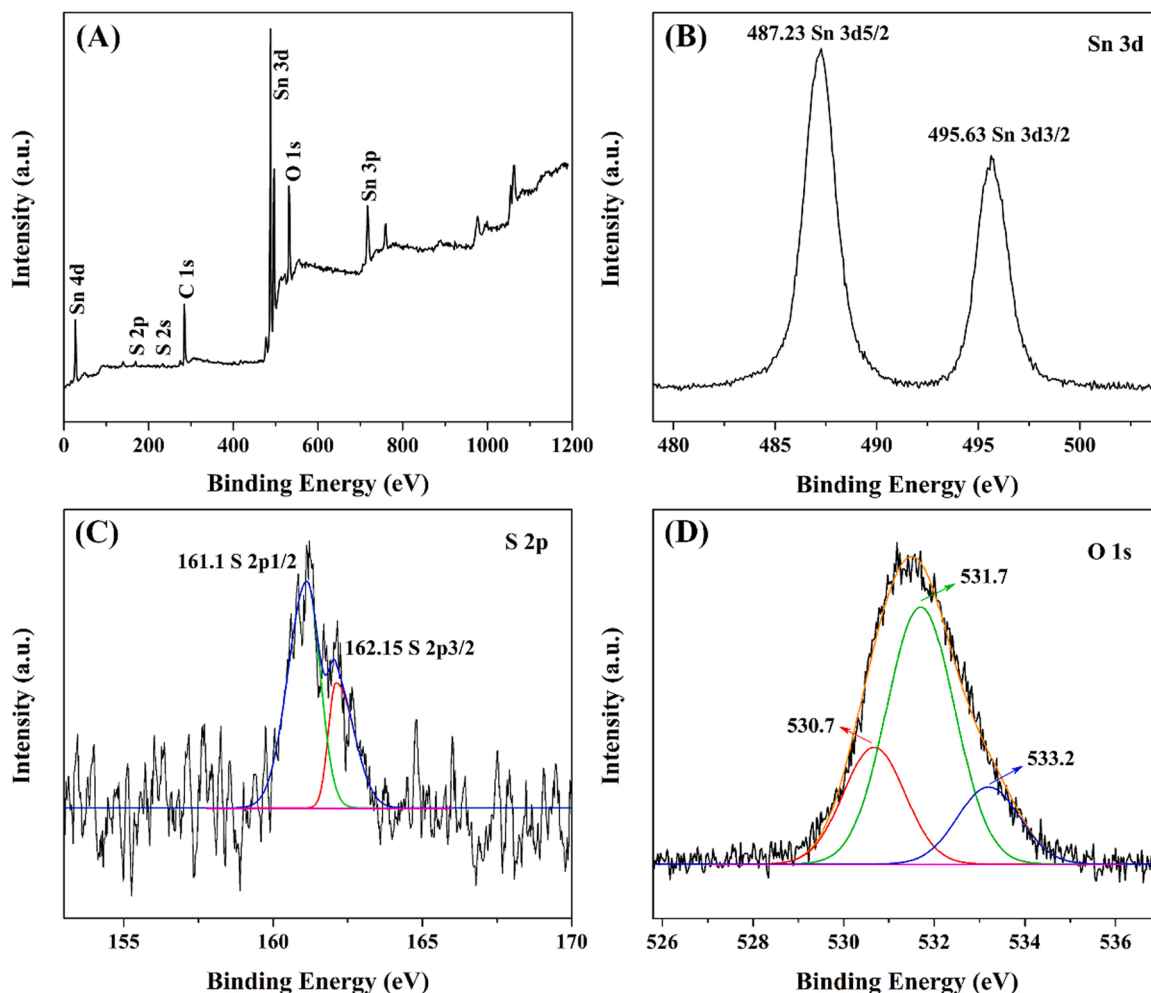 (A)
Sn 4d
S 2p
S 2s
C 1s
Sn 3d
O 1s
Sn 3p
Intensity (a.u.)
0 200 400 600 800 1000 1200
Binding Energy (eV)
(B)
487.23 Sn 3d5/2
Sn 3d
495.63 Sn 3d3/2
Intensity (a.u.)
480 485 490 495 500
Binding Energy (eV)
(C)
S 2p
161.1 S 2p1/2
162.15 S 2p3/2
Intensity (a.u.)
155 160 165 170
Binding Energy (eV)
(D)
O 1s
531.7
530.7
533.2
Intensity (a.u.)
526 528 530 532 534 536
Binding Energy (eV)